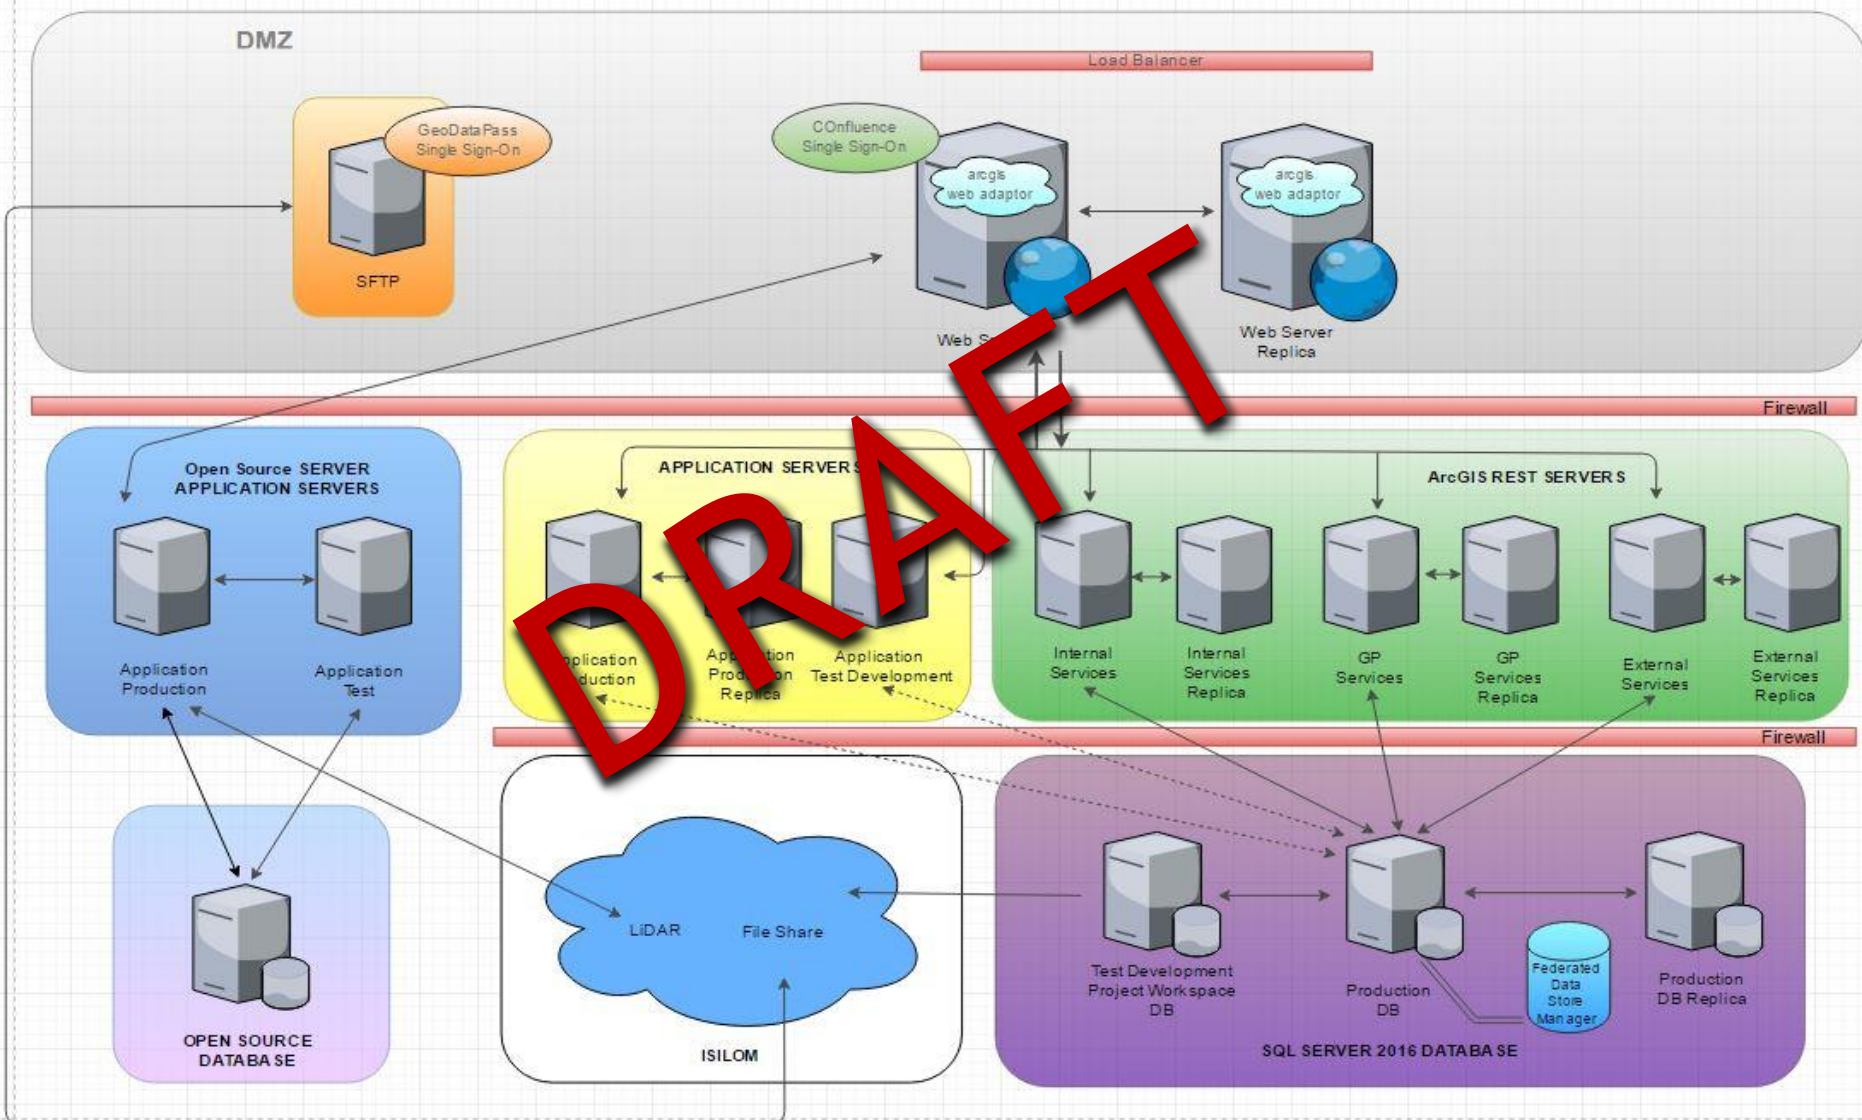 DMZ
Load Balancer
GeoDataPass
Single Sign-On
COnfluence
Single Sign-On
arcgis
web adaptor
arcgis
web adaptor
SFTP
Web
Web Server
Replica
Firewall
Open Source SERVER
APPLICATION SERVERS
APPLICATION SERVERS
ArcGIS REST SERVERS
Application
Production
Application
Test
Application
Production
Replica
Application
Test Development
Internal
Services
Internal
Services
Replica
GP
Services
GP
Services
Replica
External
Services
External
Services
Replica
Firewall
DRAFT
LiDAR
File Share
ISILOM
OPEN SOURCE
DATABASE
Test Development
Project Workspace
DB
Production
DB
Federated
Data
Store
Manager
Production
DB Replica
SQL SERVER 2016 DATABASE